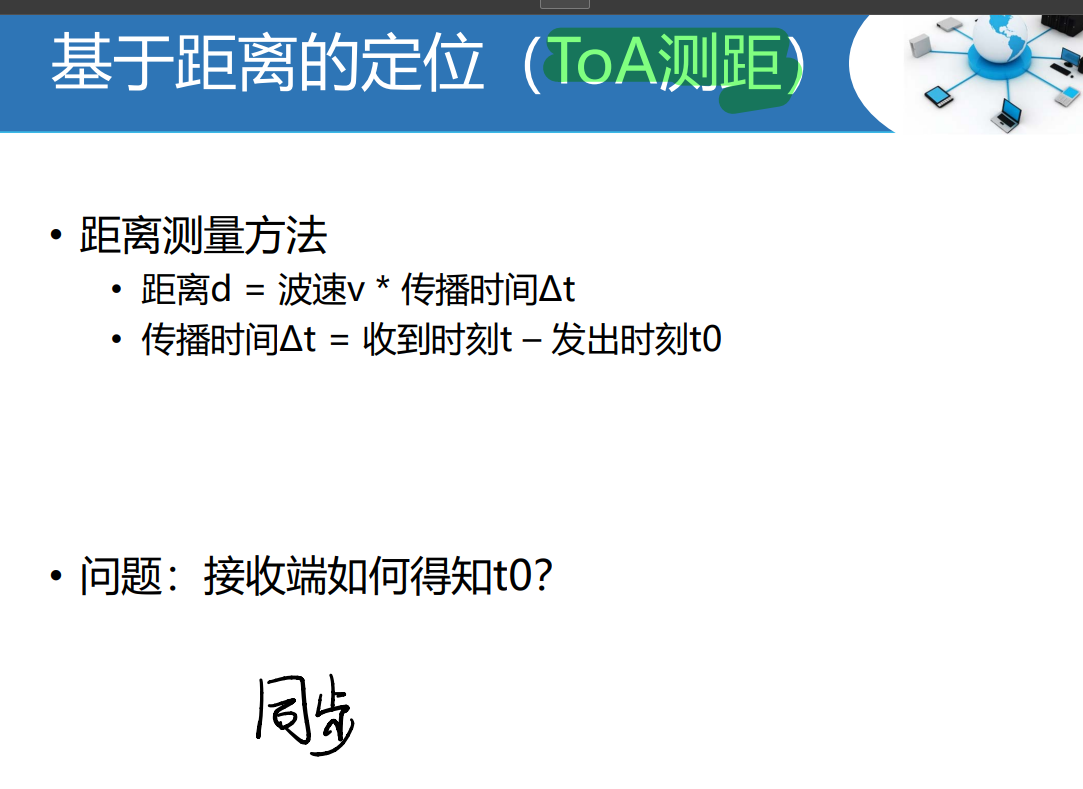 基于距离的定位（ToA测距）
• 距离测量方法
• 距离d = 波速v * 传播时间Δt
• 传播时间Δt = 收到时刻t – 发出时刻t0
• 问题：接收端如何得知t0？
同步